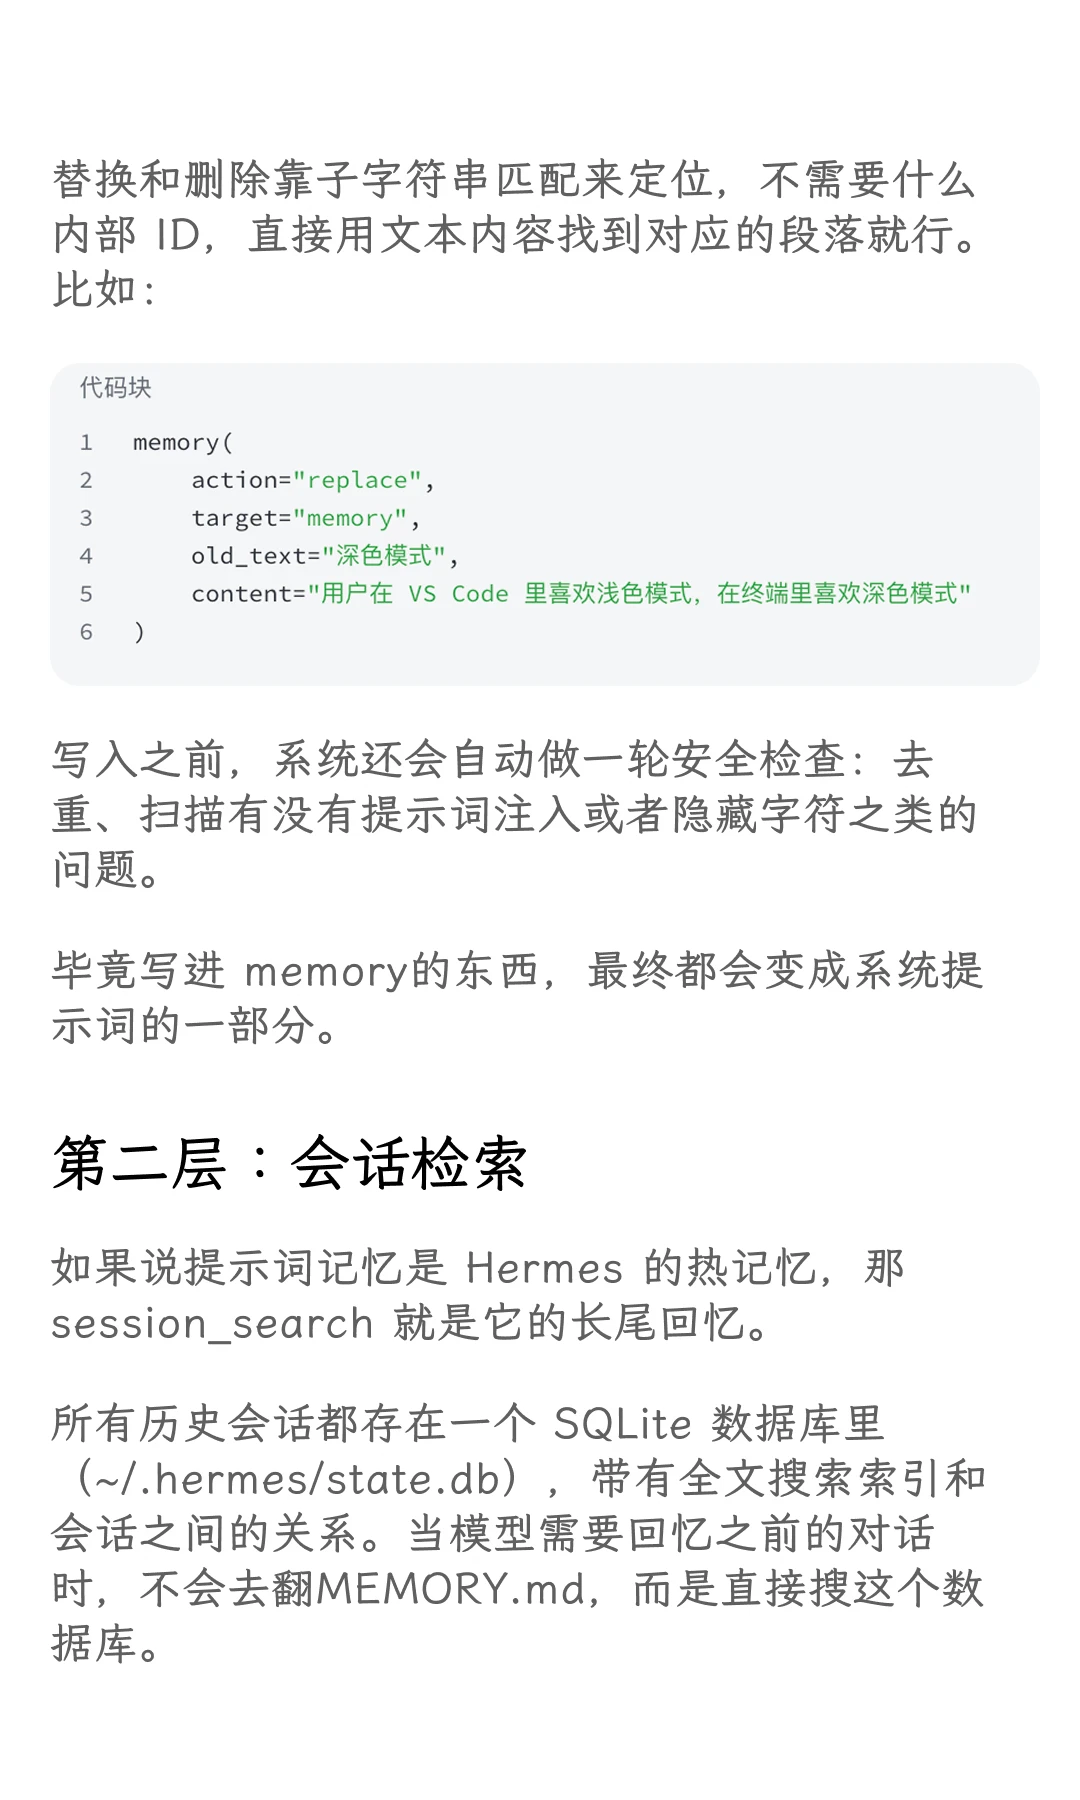 替换和删除靠子字符串匹配来定位，不需要什么
内部 ID，直接用文本内容找到对应的段落就行。
比如：
代码块
1 memory(
2     action="replace",
3     target="memory",
4     old_text="深色模式",
5     content="用户在 VS Code 里喜欢浅色模式，在终端里喜欢深色模式"
6 )
写入之前，系统还会自动做一轮安全检查：去
重、扫描有没有提示词注入或者隐藏字符之类的
问题。
毕竟写进 memory的东西，最终都会变成系统提
示词的一部分。
第二层：会话检索
如果说提示词记忆是 Hermes 的热记忆，那
session_search 就是它的长尾回忆。
所有历史会话都存在一个 SQLite 数据库里
（~/.hermes/state.db），带有全文搜索索引和
会话之间的关系。当模型需要回忆之前的对话
时，不会去翻MEMORY.md，而是直接搜这个数
据库。